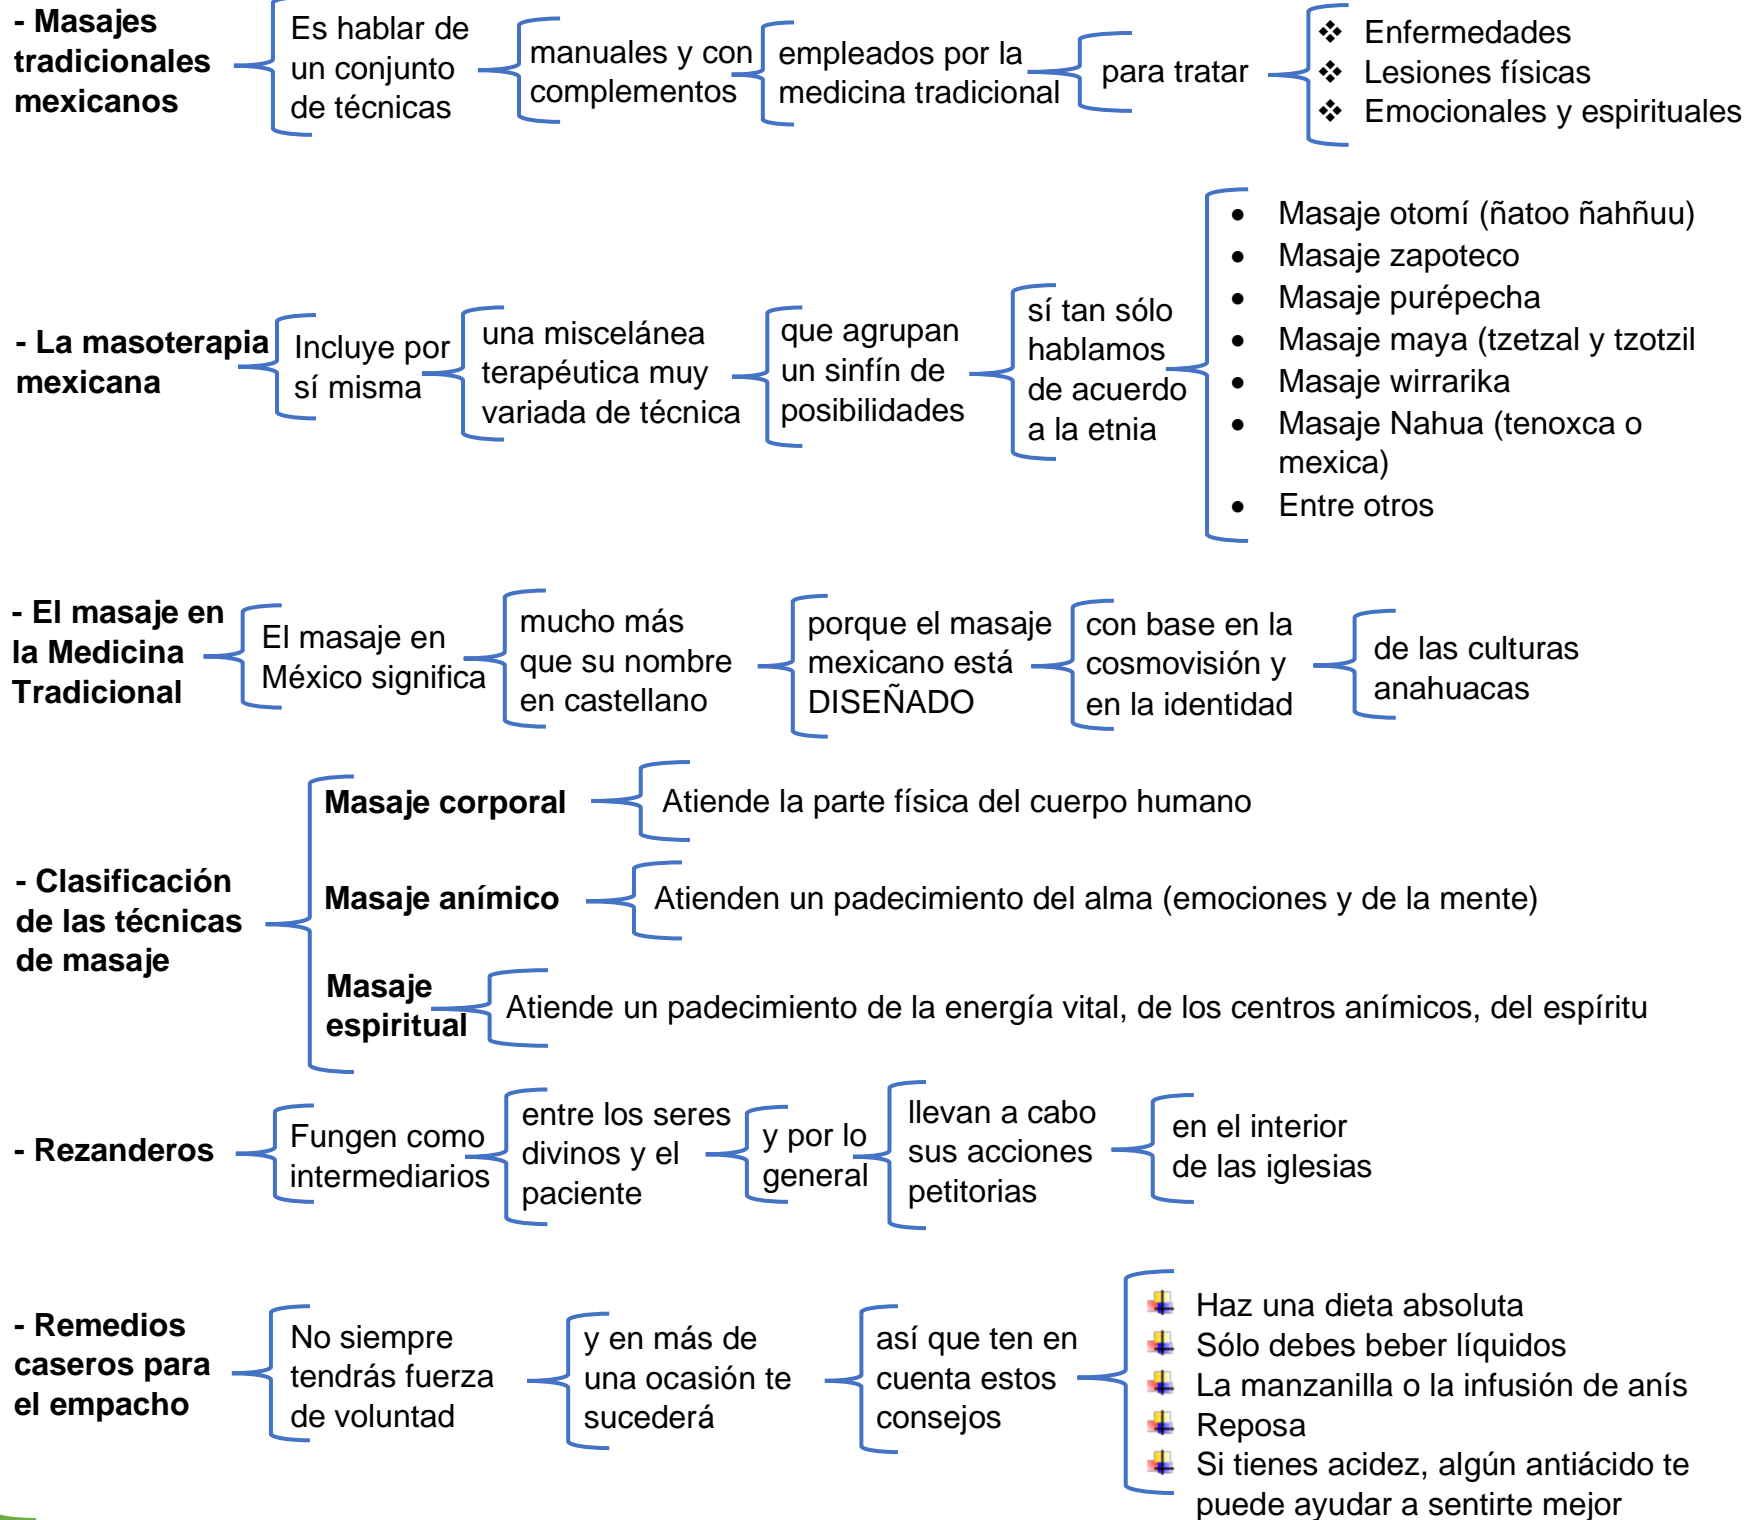 - Masajes
tradicionales
mexicanos
Es hablar de
un conjunto
de técnicas
manuales y con
complementos
empleados por la
medicina tradicional
para tratar
❖ Enfermedades
❖ Lesiones físicas
❖ Emocionales y espirituales
- La masoterapia
mexicana
Incluye por
sí misma
una miscelánea
terapéutica muy
variada de técnica
que agrupan
un sinfín de
posibilidades
sí tan sólo
hablamos
de acuerdo
a la etnia
• Masaje otomí (ñatoo ñahñuu)
• Masaje zapoteco
• Masaje purépecha
• Masaje maya (tzetzal y tzotzil
• Masaje wirrarika
• Masaje Nahua (tenoxca o
mexica)
• Entre otros
- El masaje en
la Medicina
Tradicional
El masaje en
México significa
mucho más
que su nombre
en castellano
porque el masaje
mexicano está
DISEÑADO
con base en la
cosmovisión y
en la identidad
de las culturas
anahuacas
- Clasificación
de las técnicas
de masaje
Masaje corporal
Atiende la parte física del cuerpo humano
Masaje anímico
Atienden un padecimiento del alma (emociones y de la mente)
Masaje
espiritual
Atiende un padecimiento de la energía vital, de los centros anímicos, del espíritu
- Rezanderos
Fungen como
intermediarios
entre los seres
divinos y el
paciente
y por lo
general
llevan a cabo
sus acciones
petitorias
en el interior
de las iglesias
- Remedios
caseros para
el empacho
No siempre
tendrás fuerza
de voluntad
y en más de
una ocasión te
sucederá
así que ten en
cuenta estos
consejos
Haz una dieta absoluta
Sólo debes beber líquidos
La manzanilla o la infusión de anís
Reposa
Si tienes acidez, algún antiácido te
puede ayudar a sentirte mejor